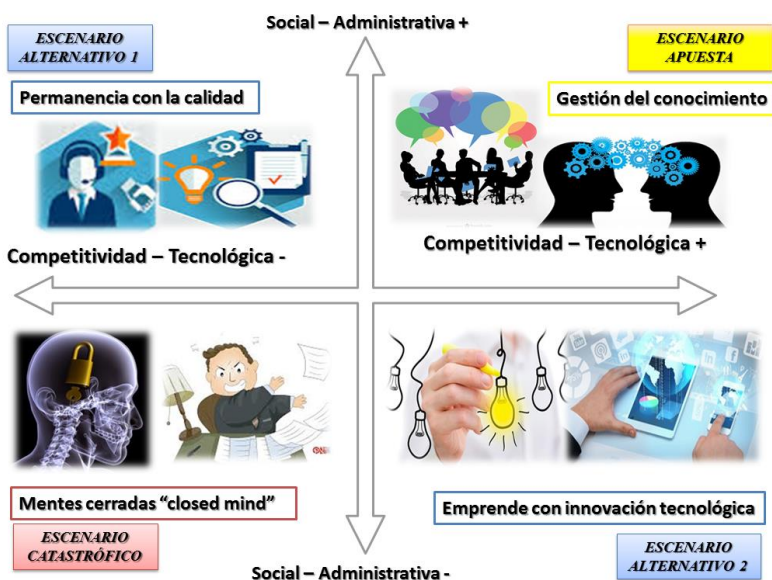 Social – Administrativa +
ESCENARIO
ALTERNATIVO 1
ESCENARIO
APUESTA
Permanencia con la calidad
Gestión del conocimiento
Competitividad – Tecnológica -
Competitividad – Tecnológica +
Mentes cerradas “closed mind”
Emprende con innovación tecnológica
ESCENARIO
CATASTRÓFICO
ESCENARIO
ALTERNATIVO 2
Social – Administrativa -